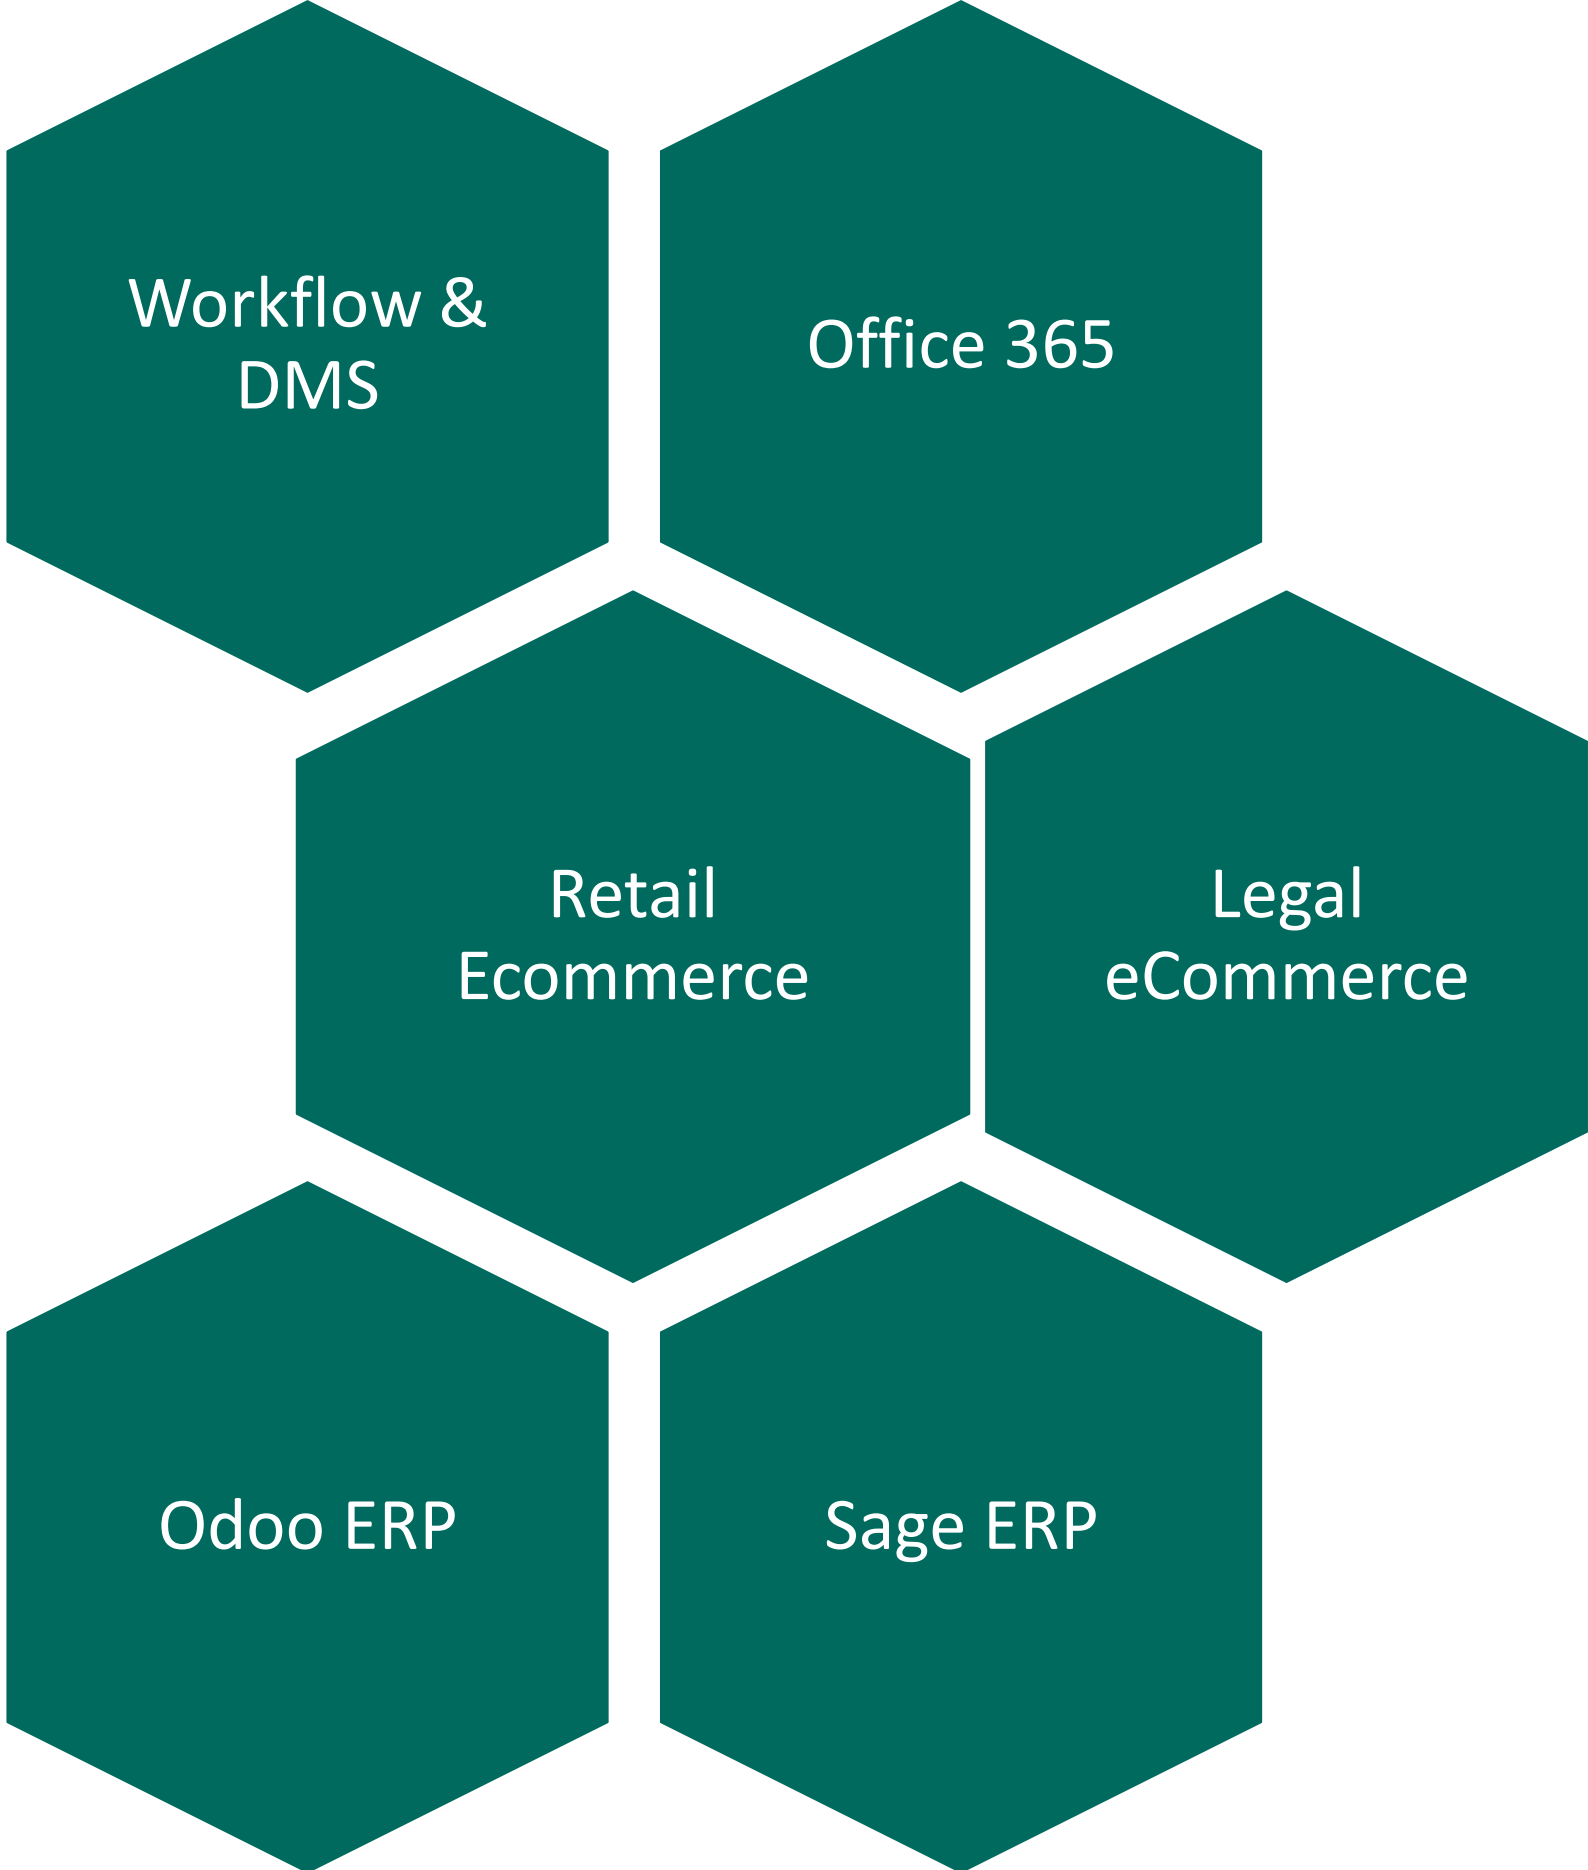 Workflow &
DMS
Office 365
Retail
Ecommerce
Legal
eCommerce
Odoo ERP
Sage ERP